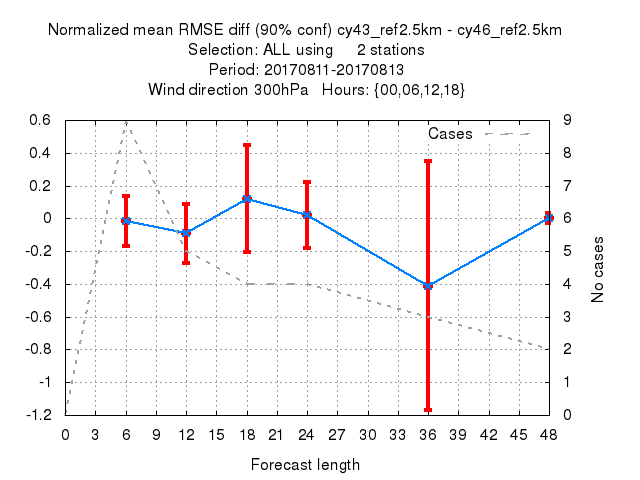 Normalized mean RMSE diff (90% conf) cy43_ref2.5km - cy46_ref2.5km
Selection: ALL using 2 stations
Period: 20170811-20170813
Wind direction 300hPa Hours: {00,06,12,18}
Cases
0.6
0.4
0.2
0
-0.2
-0.4
-0.6
-0.8
-1
-1.2
9
8
7
6
5
4
3
2
1
0
No cases
0 3 6 9 12 15 18 21 24 27 30 33 36 39 42 45 48
Forecast length